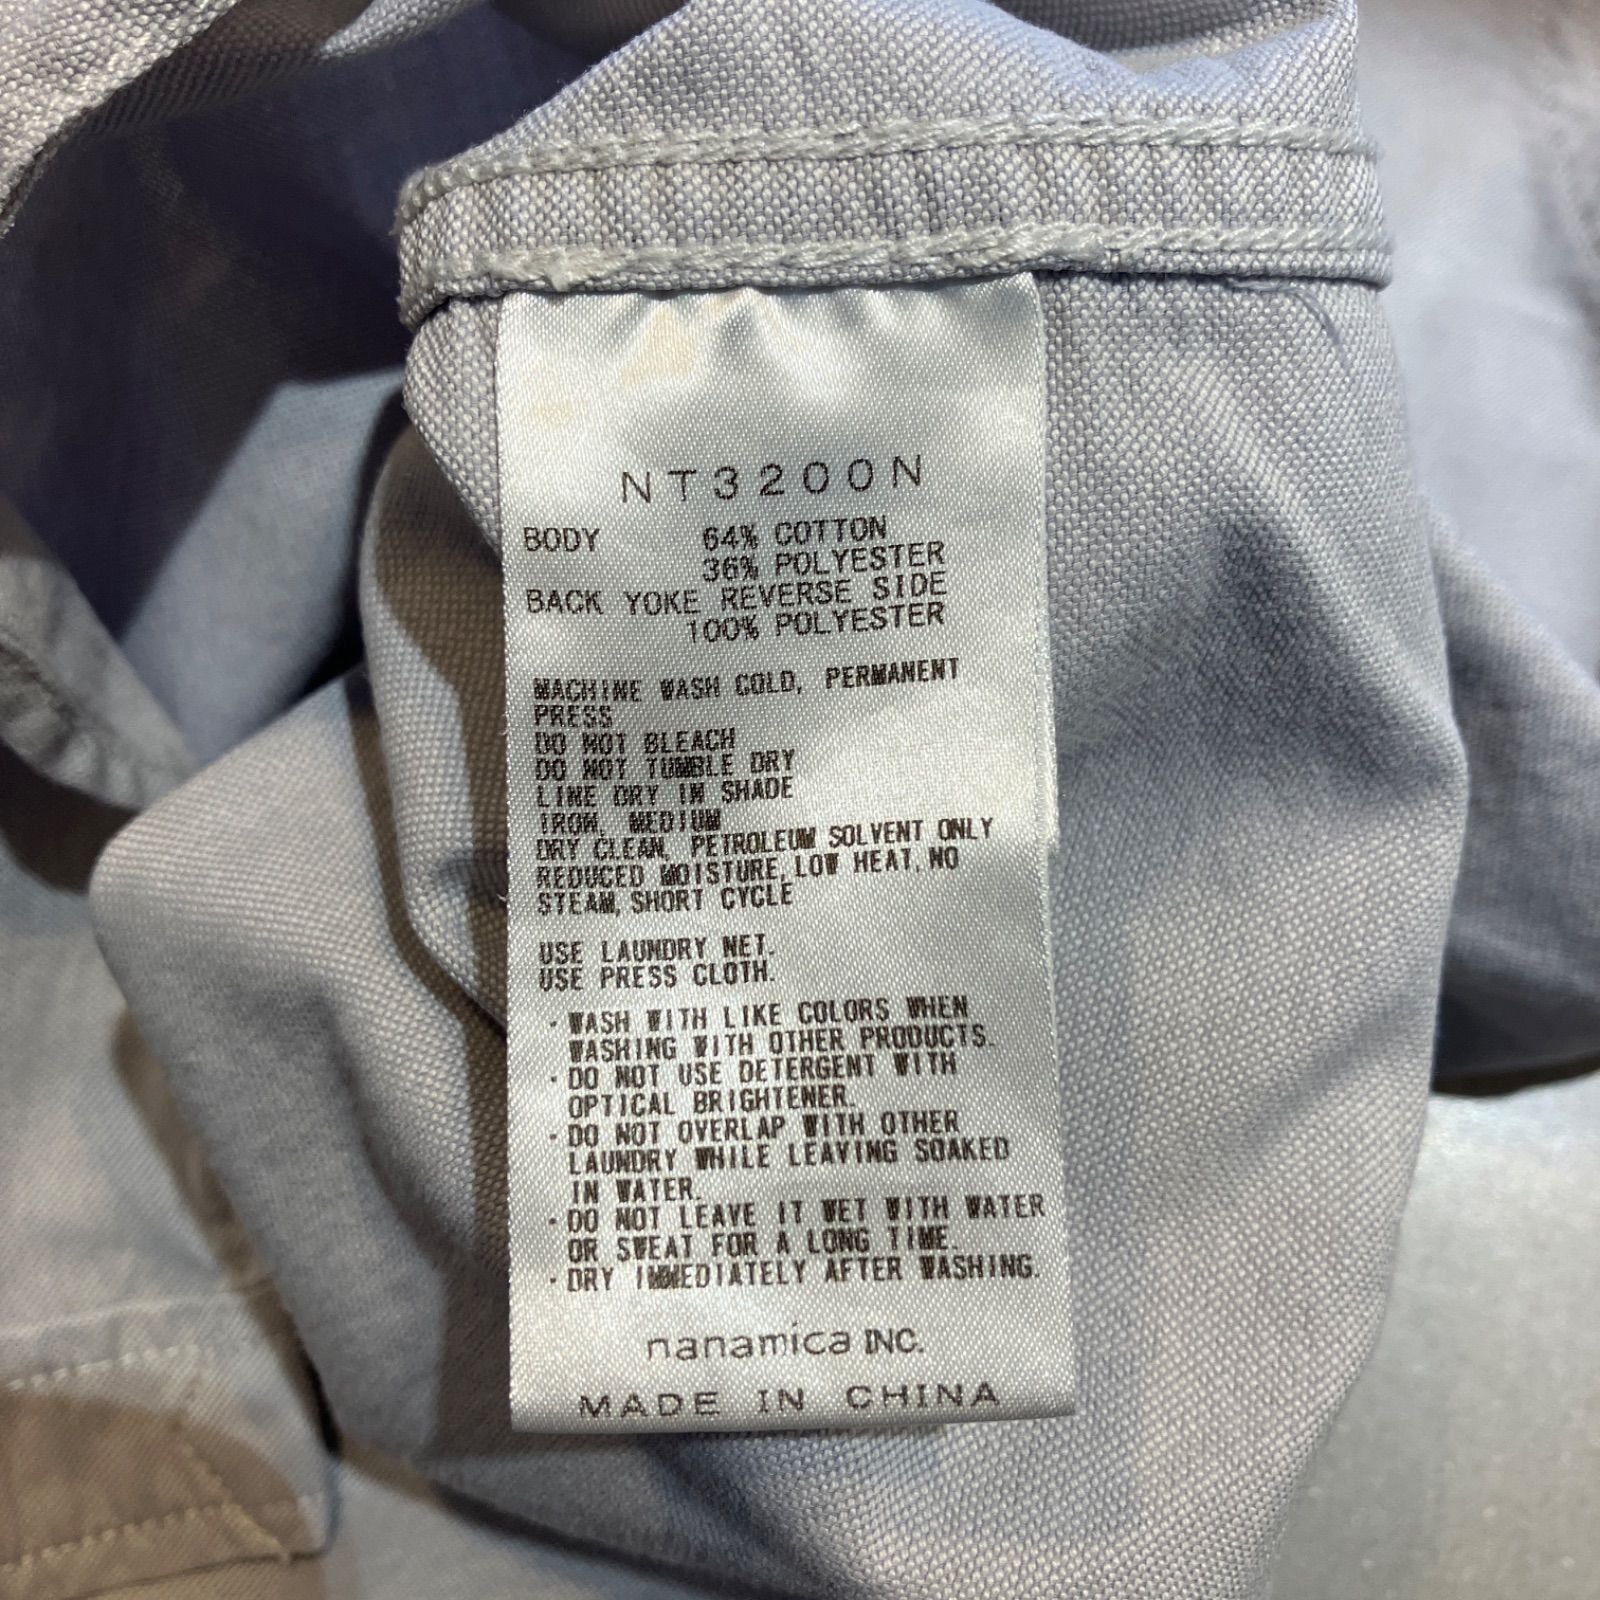 NT3200N
BODY 64% COTTON
36% POLYESTER
BACK YOKE REVERSE SIDE
100% POLYESTER
MACHINE WASH COLD, PERMANENT
PRESS
DO NOT BLEACH
DO NOT TUMBLE DRY
LINE DRY IN SHADE
IRON, MEDIUM
DRY CLEAN, PETROLEUM SOLVENT ONLY
REDUCED MOISTURE, LOW HEAT, NO
STEAM, SHORT CYCLE
USE LAUNDRY NET.
USE PRESS CLOTH.
・WASH WITH LIKE COLORS WHEN
WASHING WITH OTHER PRODUCTS.
・DO NOT USE DETERGENT WITH
OPTICAL BRIGHTENER.
・DO NOT OVERLAP WITH OTHER
LAUNDRY WHILE LEAVING SOAKED
IN WATER.
・DO NOT LEAVE IT WET WITH WATER
OR SWEAT FOR A LONG TIME.
・DRY IMMEDIATELY AFTER WASHING.
nanamica INC.
MADE IN CHINA